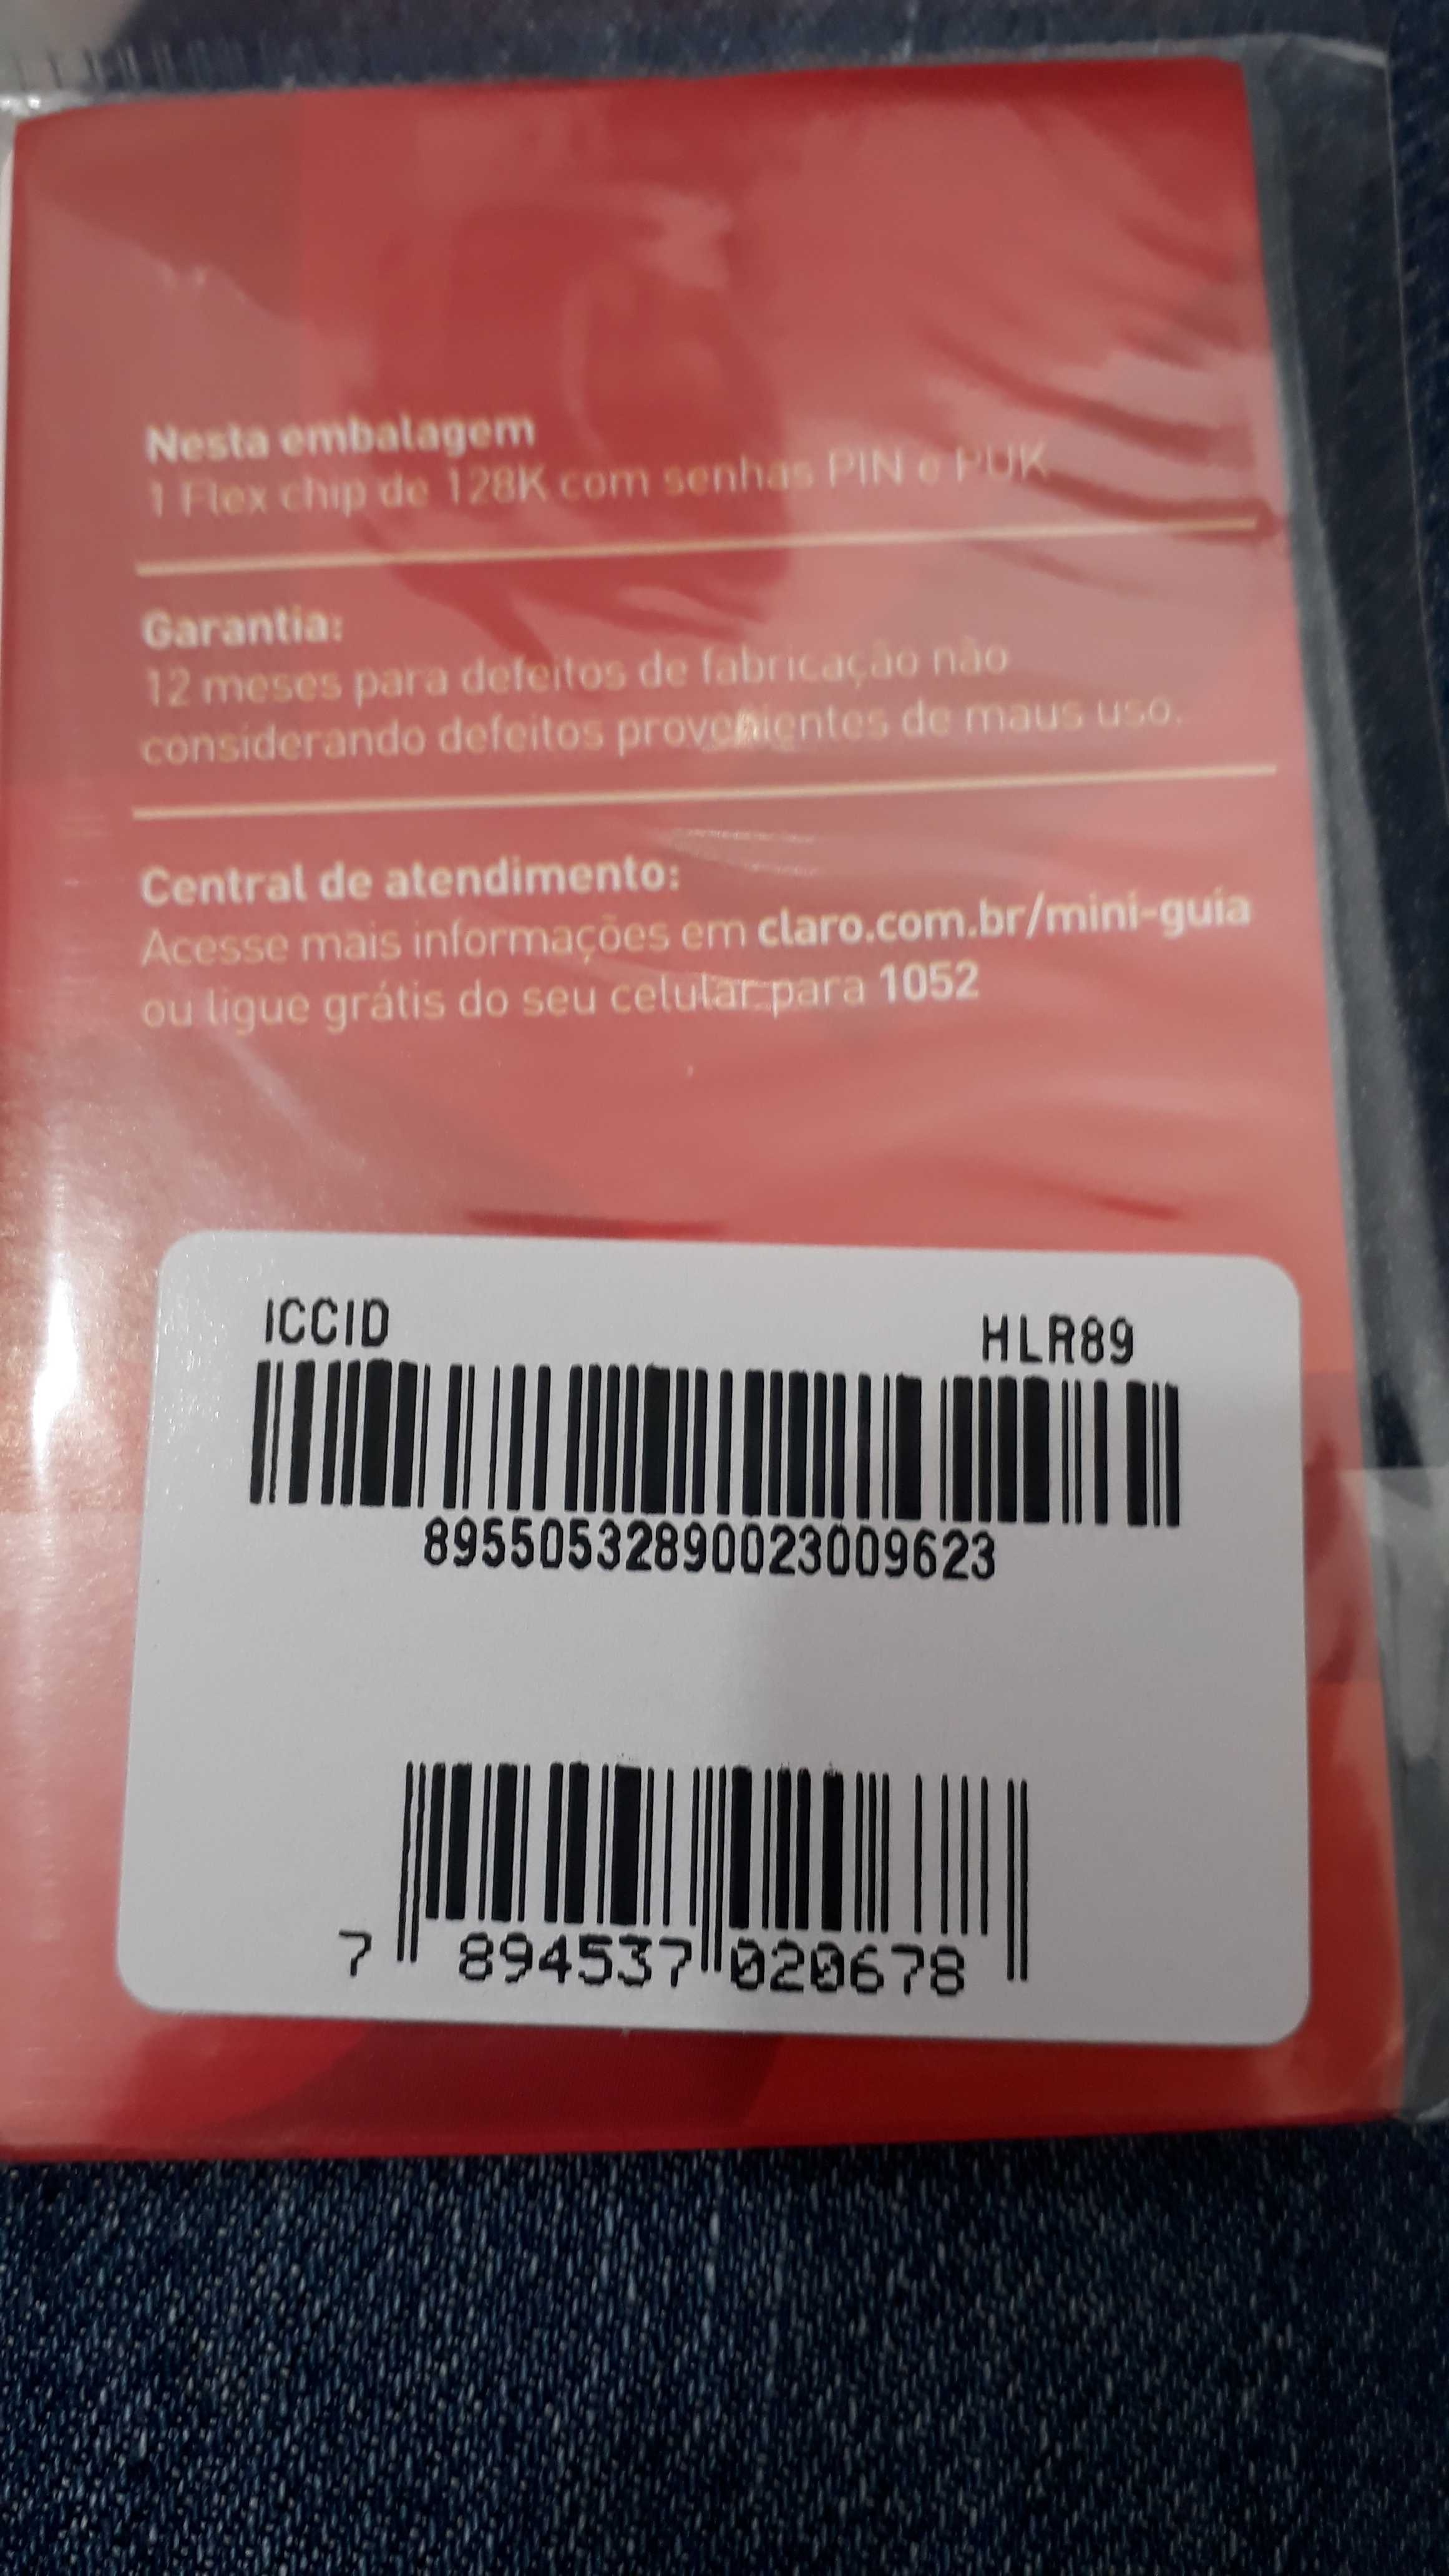 Nesta embalagem
1 Flex chip de 128K com senhas PIN e PUK
Garantia:
12 meses para defeitos de fabricação não
considerando defeitos provenientes de maus uso.
Central de atendimento:
Acesse mais informações em claro.com.br/mini-guia
ou ligue grátis do seu celular para 1052
ICCID HLR89
89550532890023009623
7 894537 020678